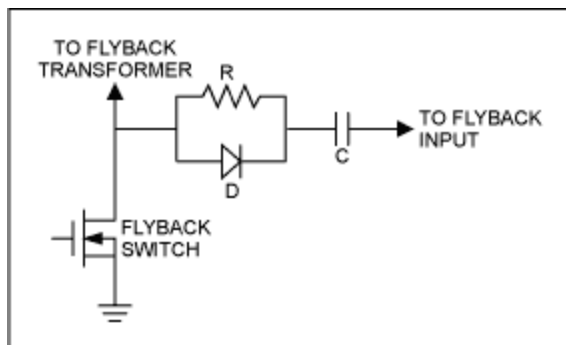 TO FLYBACK
TRANSFORMER
R
TO FLYBACK
INPUT
C
D
FLYBACK
SWITCH